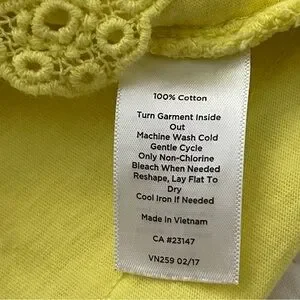 100% Cotton
Turn Garment Inside
Out
Machine Wash Cold
Gentle Cycle
Only Non-Chlorine
Bleach When Needed
Reshape, Lay Flat To
Dry
Cool Iron If Needed
Made in Vietnam
CA #23147
VN259 02/17